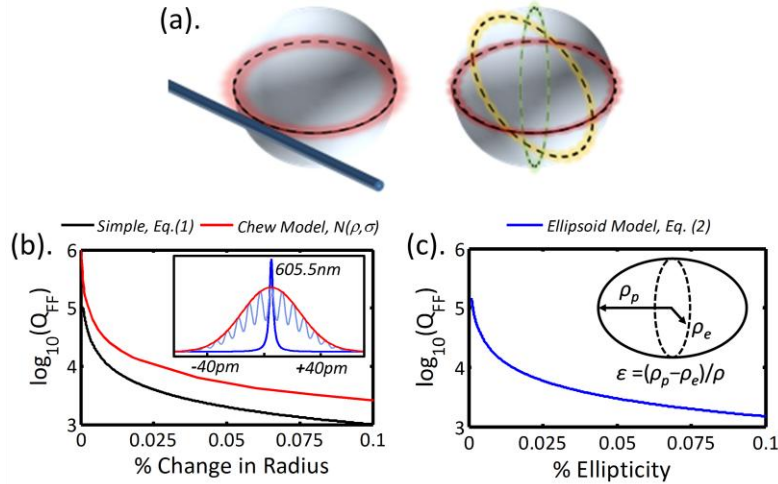 (a).
Simple, Eq.(1) Chew Model, N(ρ,σ)
Ellipsoid Model, Eq. (2)
(b).
6
5
4
3
log10(QFF)
605.5nm
-40pm +40pm
0 0.025 0.05 0.075 0.1
% Change in Radius
(c).
6
5
4
3
log10(QFF)
ρp
ρe
ε =(ρp−ρe)/ρ
0 0.025 0.05 0.075 0.1
% Ellipticity